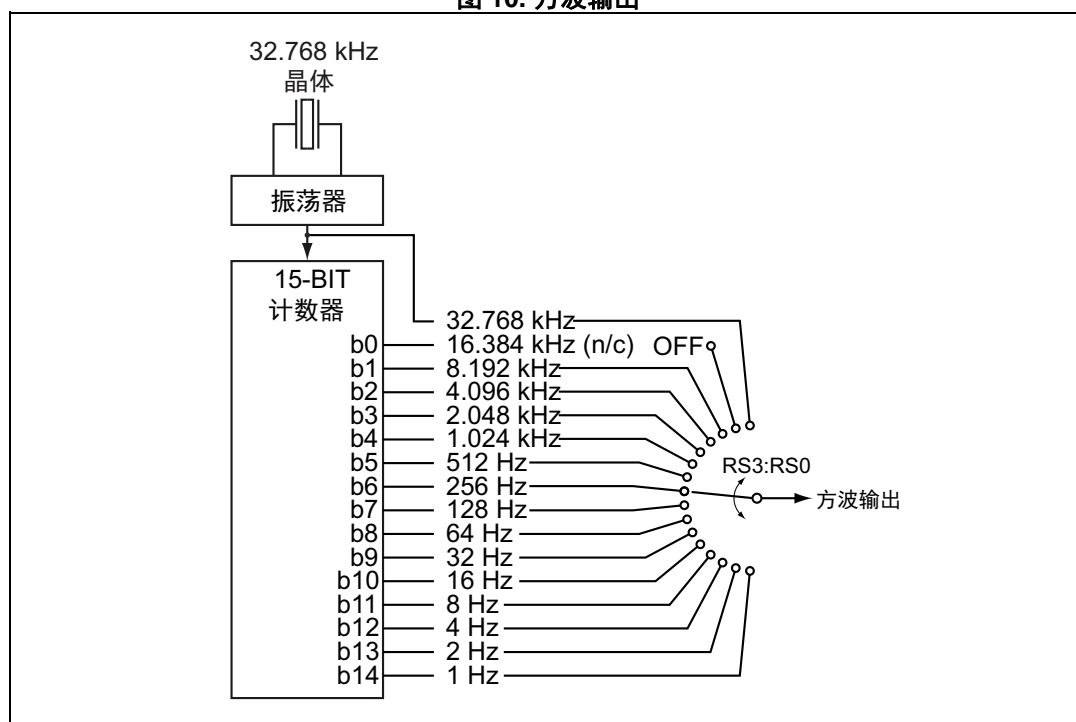 图 10. 方波输出
32.768 kHz
晶体
振荡器
15-BIT
计数器
32.768 kHz
b0 16.384 kHz (n/c) OFF
b1 8.192 kHz
b2 4.096 kHz
b3 2.048 kHz
b4 1.024 kHz
b5 512 Hz
RS3:RS0
b6 256 Hz
方波输出
b7 128 Hz
b8 64 Hz
b9 32 Hz
b10 16 Hz
b11 8 Hz
b12 4 Hz
b13 2 Hz
b14 1 Hz